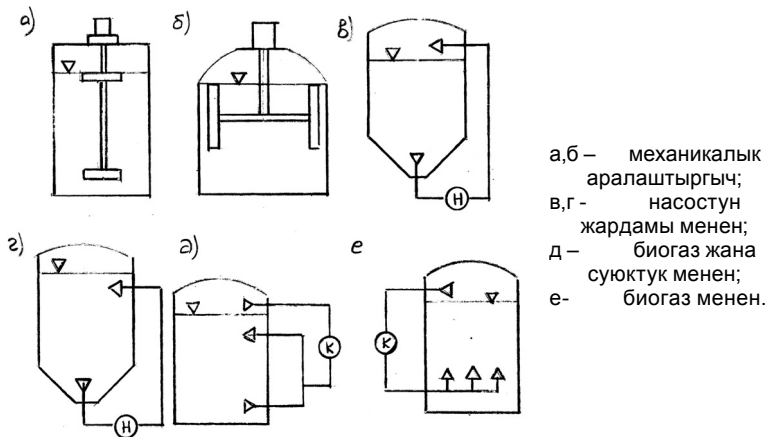 а)
б)
в)
Н
г)
д)
е
Н
К
К
а,б – механикалык
аралаштыргыч;
в,г - насостун
жардамы менен;
д – биогаз жана
суюктук менен;
е- биогаз менен.